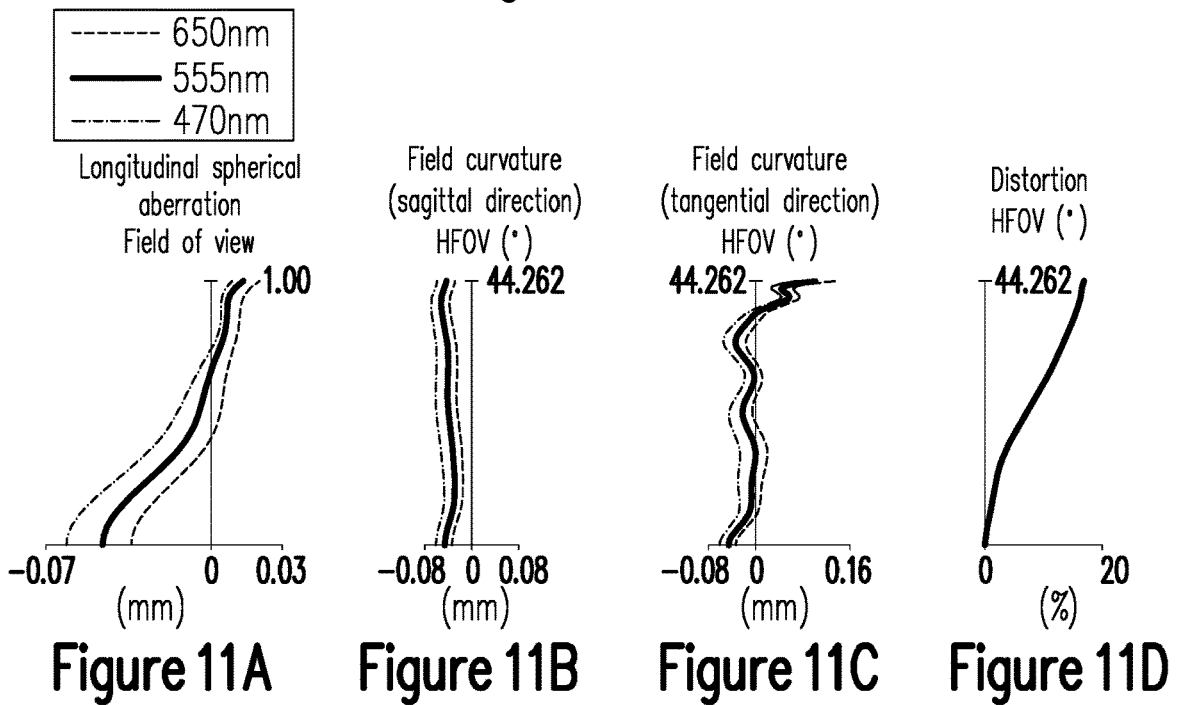 650nm
555nm
470nm
Longitudinal spherical
aberration
Field of view
1.00
-0.07 0 0.03
(mm)
Figure 11A
Field curvature
(sagittal direction)
HFOV (°)
44.262
-0.08 0 0.08
(mm)
Figure 11B
Field curvature
(tangential direction)
HFOV (°)
44.262
-0.08 0 0.16
(mm)
Figure 11C
Distortion
HFOV (°)
44.262
0 20
(%)
Figure 11D